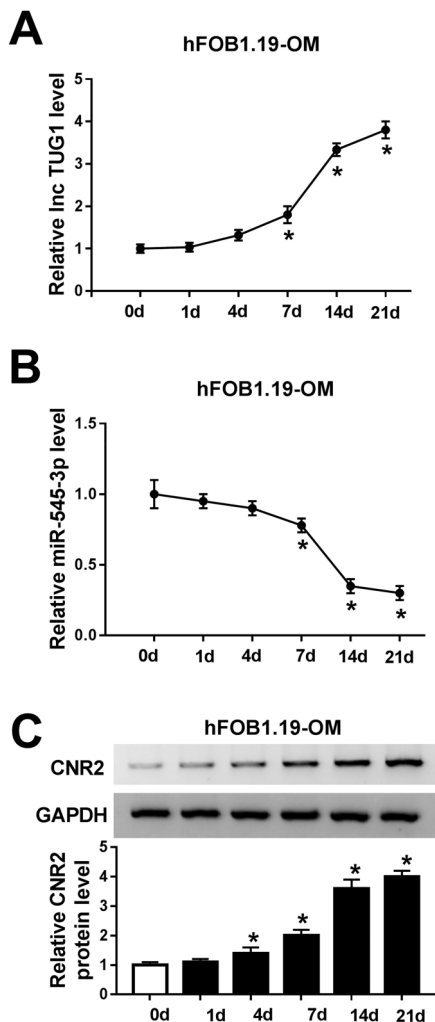 A
hFOB1.19-OM
Relative lnc TUG1 level
5
4
3
2
1
0
0d 1d 4d 7d 14d 21d
*
*
*
B
hFOB1.19-OM
Relative miR-545-3p level
1.5
1.0
0.5
0.0
0d 1d 4d 7d 14d 21d
*
*
*
C
hFOB1.19-OM
CNR2
GAPDH
Relative CNR2
protein level
5
4
3
2
1
0
* * * *
0d 1d 4d 7d 14d 21d